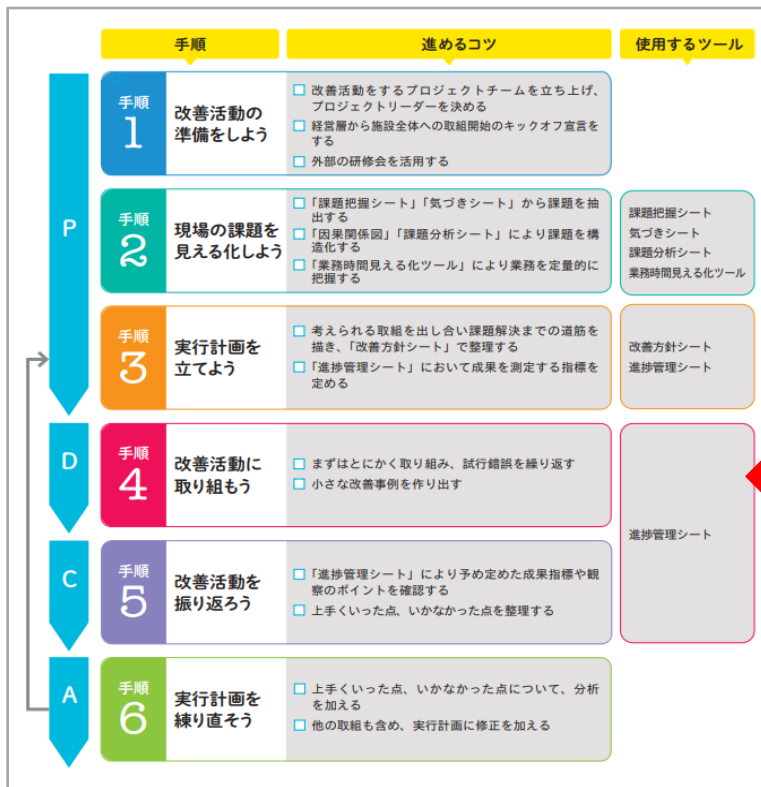 手順
進めるコツ
使用するツール
P
手順
1
改善活動の
準備をしよう
□ 改善活動をするプロジェクトチームを立ち上げ、
プロジェクトリーダーを決める
□ 経営層から施設全体への取組開始のキックオフ宣言を
する
□ 外部の研修会を活用する
手順
2
現場の課題を
見える化しよう
□ 「課題把握シート」「気づきシート」から課題を抽
出する
□ 「因果関係図」「課題分析シート」により課題を構
造化する
□ 「業務時間見える化ツール」により業務を定量的に
把握する
課題把握シート
気づきシート
課題分析シート
業務時間見える化ツール
手順
3
実行計画を
立てよう
□ 考えられる取組を出し合い課題解決までの道筋を
描き、「改善方針シート」で整理する
□ 「進捗管理シート」において成果を測定する指標を
定める
改善方針シート
進捗管理シート
D
手順
4
改善活動に
取り組もう
□ まずはとにかく取り組み、試行錯誤を繰り返す
□ 小さな改善事例を作り出す
進捗管理シート
C
手順
5
改善活動を
振り返ろう
□ 「進捗管理シート」により予め定めた成果指標や観
察のポイントを確認する
□ 上手くいった点、いかなかった点を整理する
A
手順
6
実行計画を
練り直そう
□ 上手くいった点、いかなかった点について、分析
を加える
□ 他の取組も含め、実行計画に修正を加える